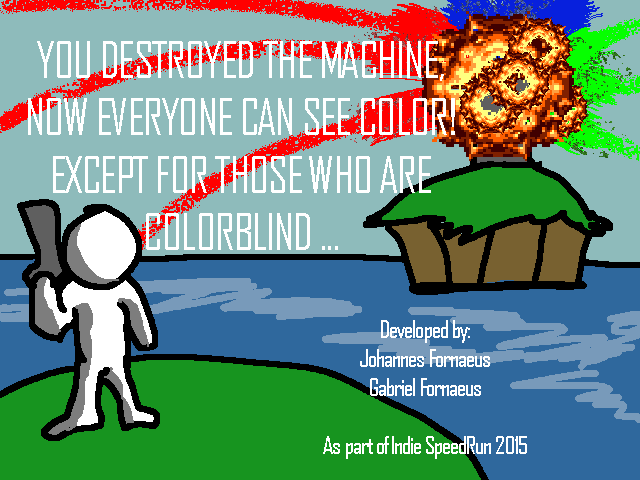 YOU DESTROYED THE MACHINE,
NOW EVERYONE CAN SEE COLOR!
EXCEPT FOR THOSE WHO ARE
COLORBLIND ...
Developed by:
Johannes Fornaeus
Gabriel Fornaeus
As part of Indie SpeedRun 2015